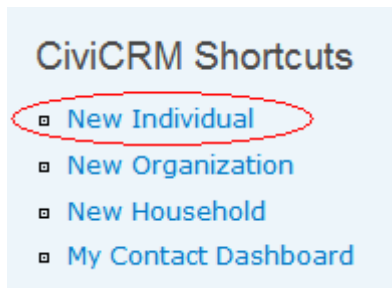 CiviCRM Shortcuts
New Individual
New Organization
New Household
My Contact Dashboard